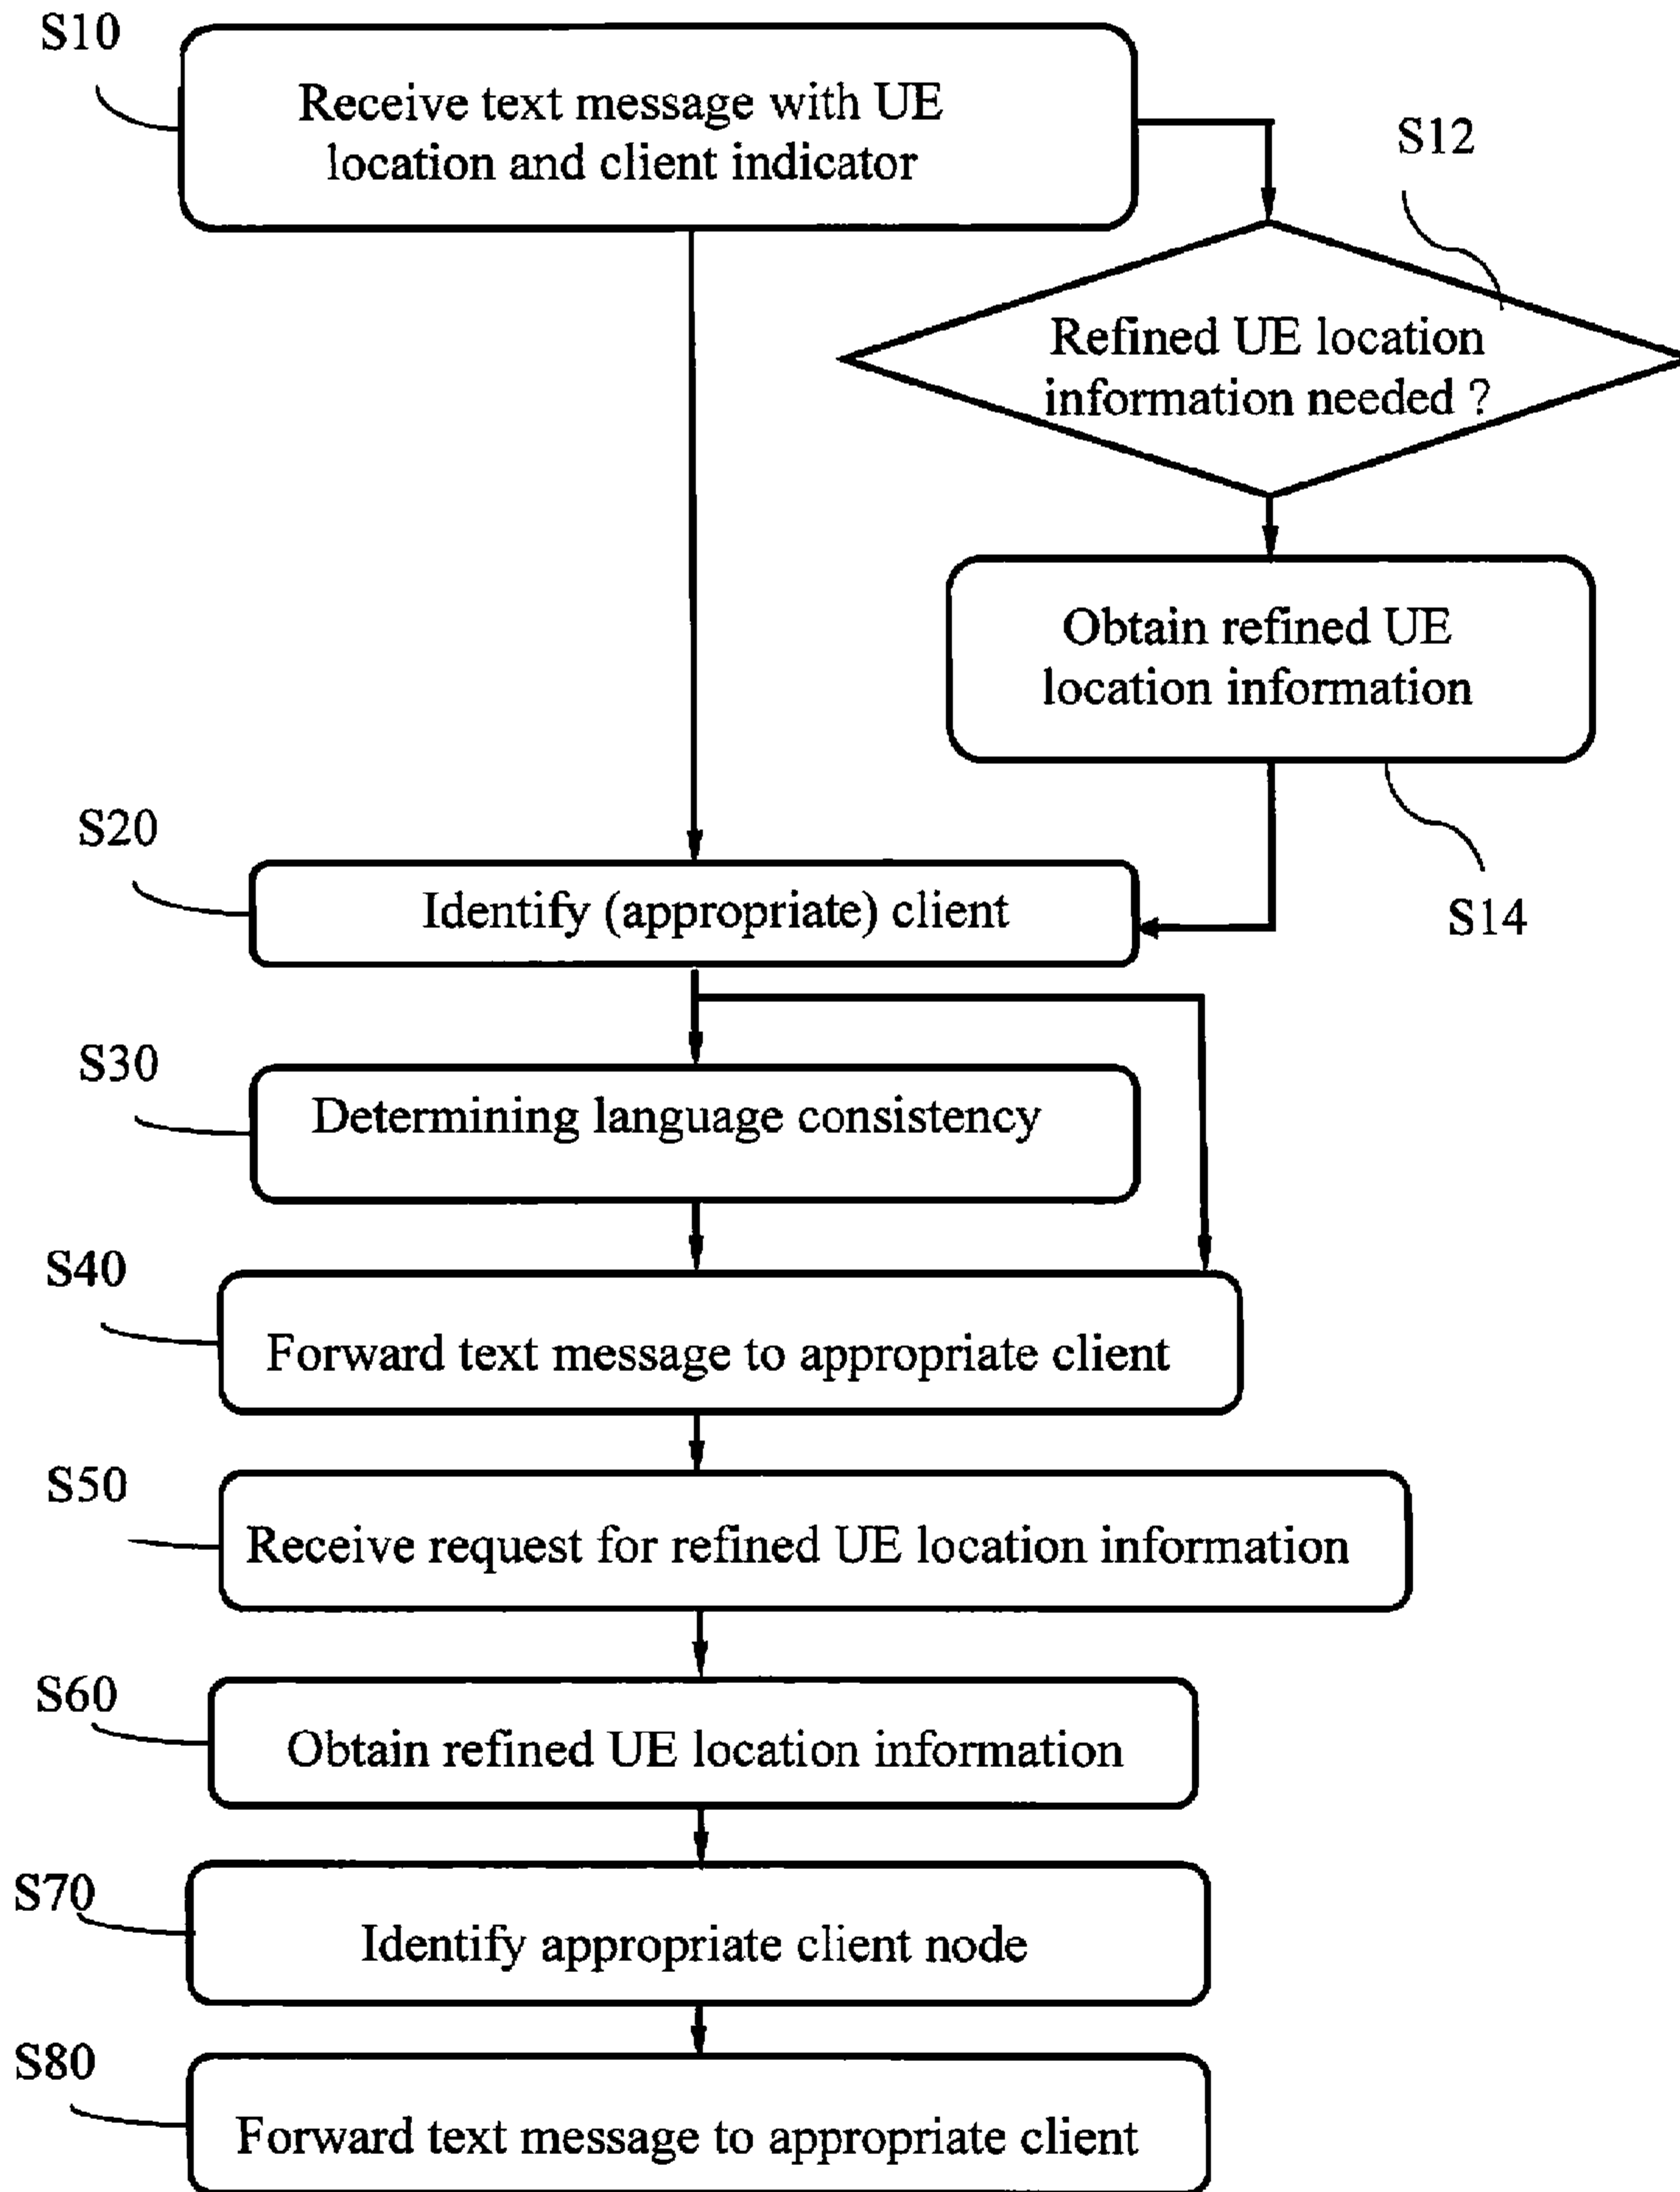 S10
Receive text message with UE
location and client indicator
S12
Refined UE location
information needed ?
Obtain refined UE
location information
S14
S20
Identify (appropriate) client
S30
Determining language consistency
S40
Forward text message to appropriate client
S50
Receive request for refined UE location information
S60
Obtain refined UE location information
S70
Identify appropriate client node
S80
Forward text message to appropriate client